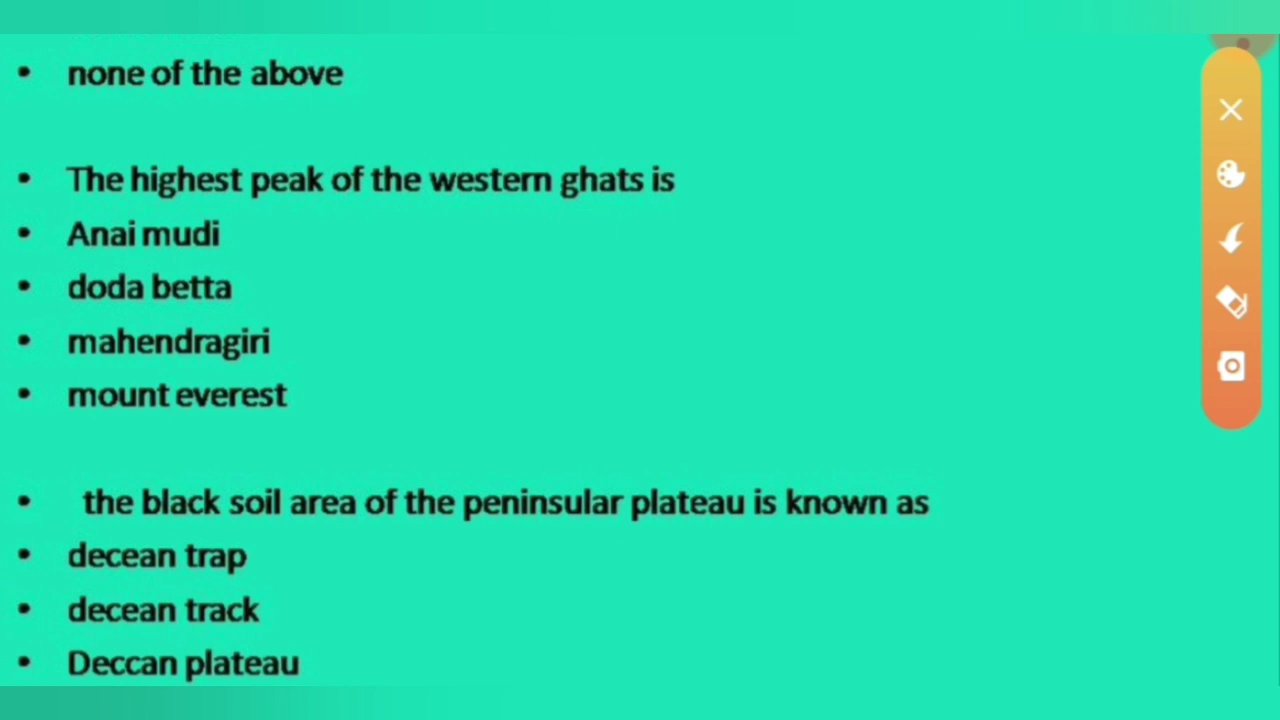 • none of the above
• The highest peak of the western ghats is
• Anai mudi
• doda betta
• mahendragiri
• mount everest
• the black soil area of the peninsular plateau is known as
• decean trap
• decean track
• Deccan plateau